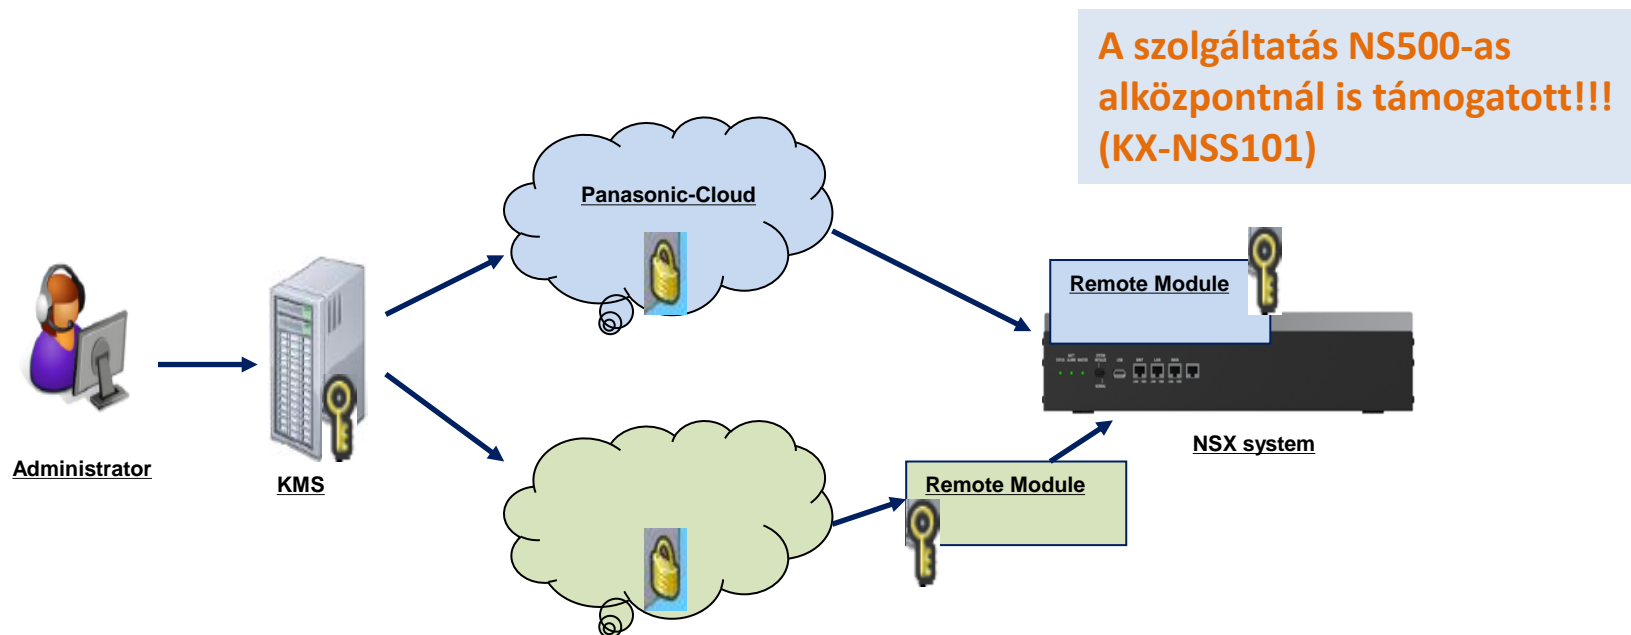 A szolgáltatás NS500-as
alközpontnál is támogatott!!!
(KX-NSS101)
Panasonic-Cloud
Remote Module
NSX system
Administrator
KMS
Remote Module